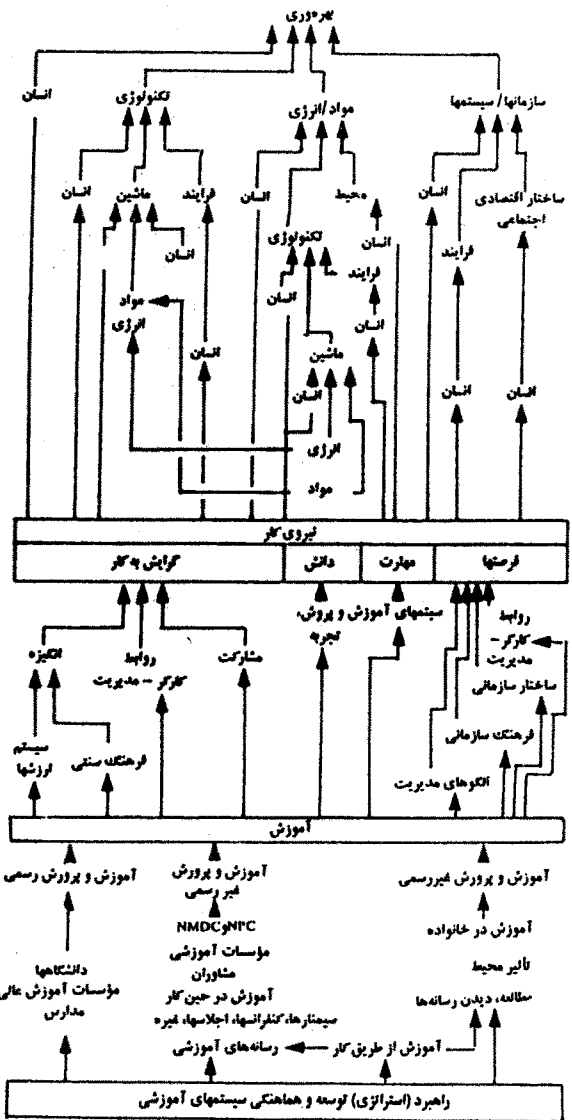 بهره‌وری
سازمانها/سیستمها
مواد/انرژی
تکنولوژی
انسان
ساختار اقتصادی
اجتماعی
انسان
محیط
انسان
فرایند
ماشین
انسان
فرایند
انسان
تکنولوژی
انسان
فرایند
انسان
مواد
انرژی
انسان
انسان
ماشین
انسان
انسان
انسان
انسان
انرژی
مواد
نیروی کار
فرصتها
مهارت
دانش
گرایش به کار
روابط
کارگر –
مدیریت
سیتمهای آموزش و پروش،
تجربه
مشارکت
روابط
کارگر – مدیریت
انگیزه
ساختار سازمانی
فرهنگ سازمانی
الگوهای مدیریت
فرهنگ سنتی
سیستم
ارزشها
آموزش
آموزش و پرورش غیررسمی
آموزش و پرورش
غیر رسمی
آموزش و پرورش رسمی
آموزش در خانواده
تأثیر محیط
مطالعه، دیدن رسانه‌ها
NPC و NMDC
مؤسسات آموزشی
مشاوران
آموزش در حین کار
سیمنارها، کنفرانسها، اجلاسها، غیره
دانشگاهها
مؤسسات آموزش عالی
مدارس
آموزش از طریق کار
رسانه‌های آموزشی
راهبرد (استراتژی) توسعه و هماهنگی سیستمهای آموزشی